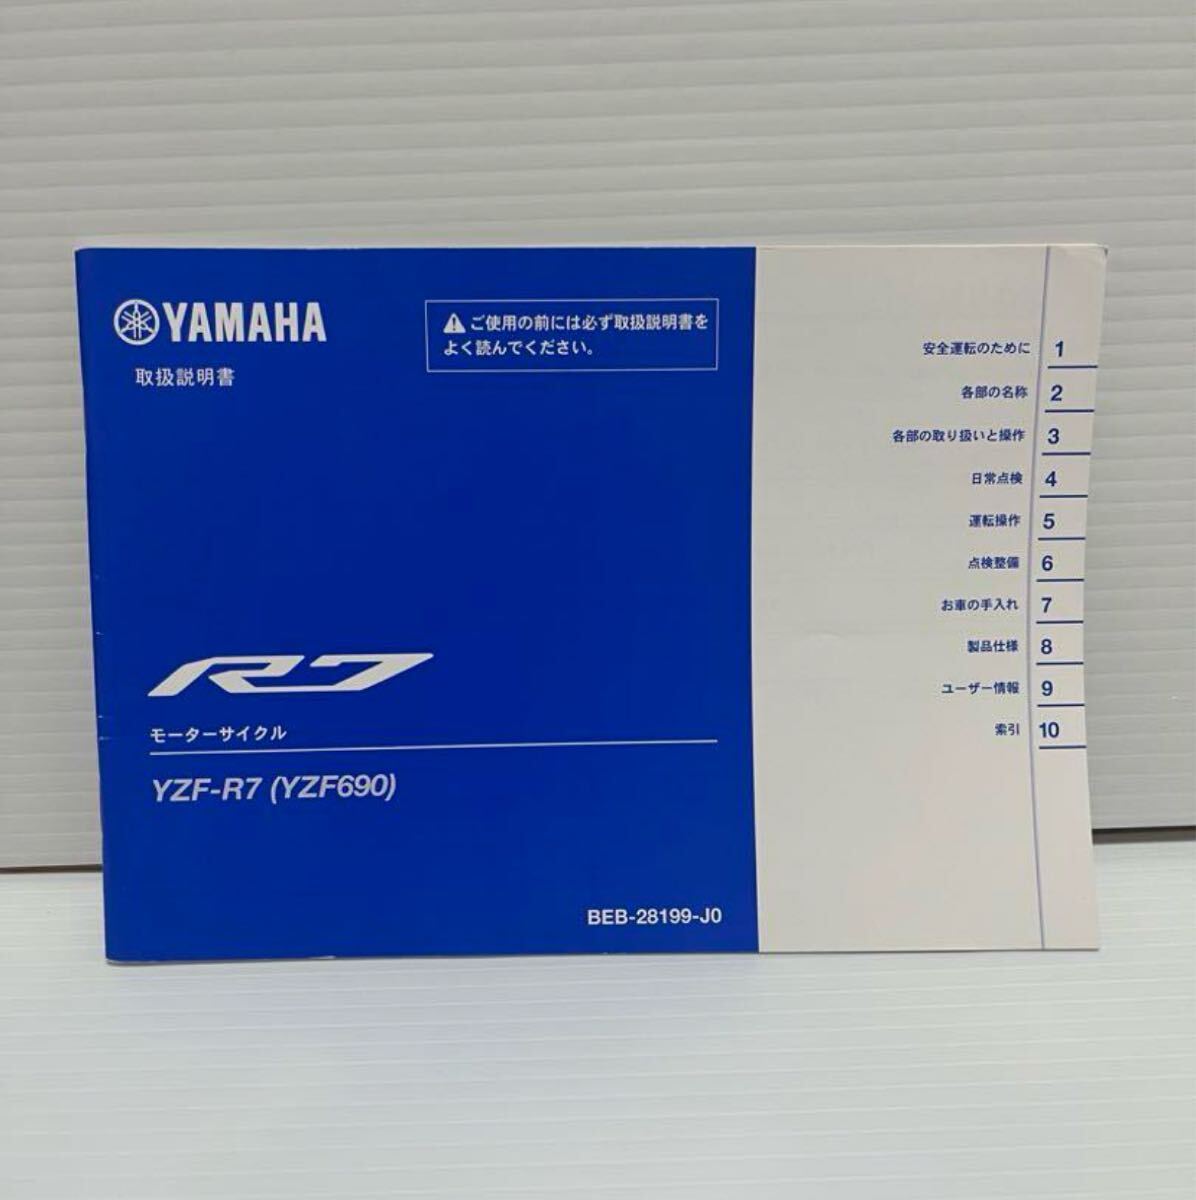 YAMAHA
取扱説明書
⚠ご使用の前には必ず取扱説明書を
よく読んでください。
R7
モーターサイクル
YZF-R7 (YZF690)
BEB-28199-J0
安全運転のために 1
各部の名称 2
各部の取り扱いと操作 3
日常点検 4
運転操作 5
点検整備 6
お車の手入れ 7
製品仕様 8
ユーザー情報 9
索引 10